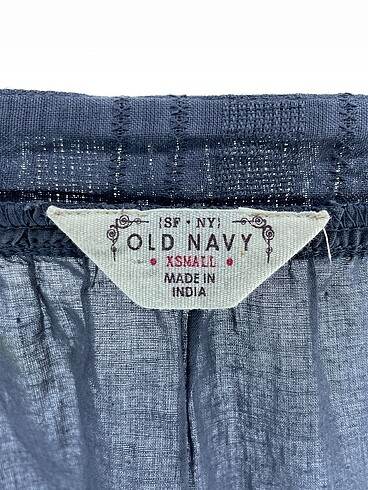 {SF • NY}
OLD NAVY
• XSMALL •
MADE IN
INDIA